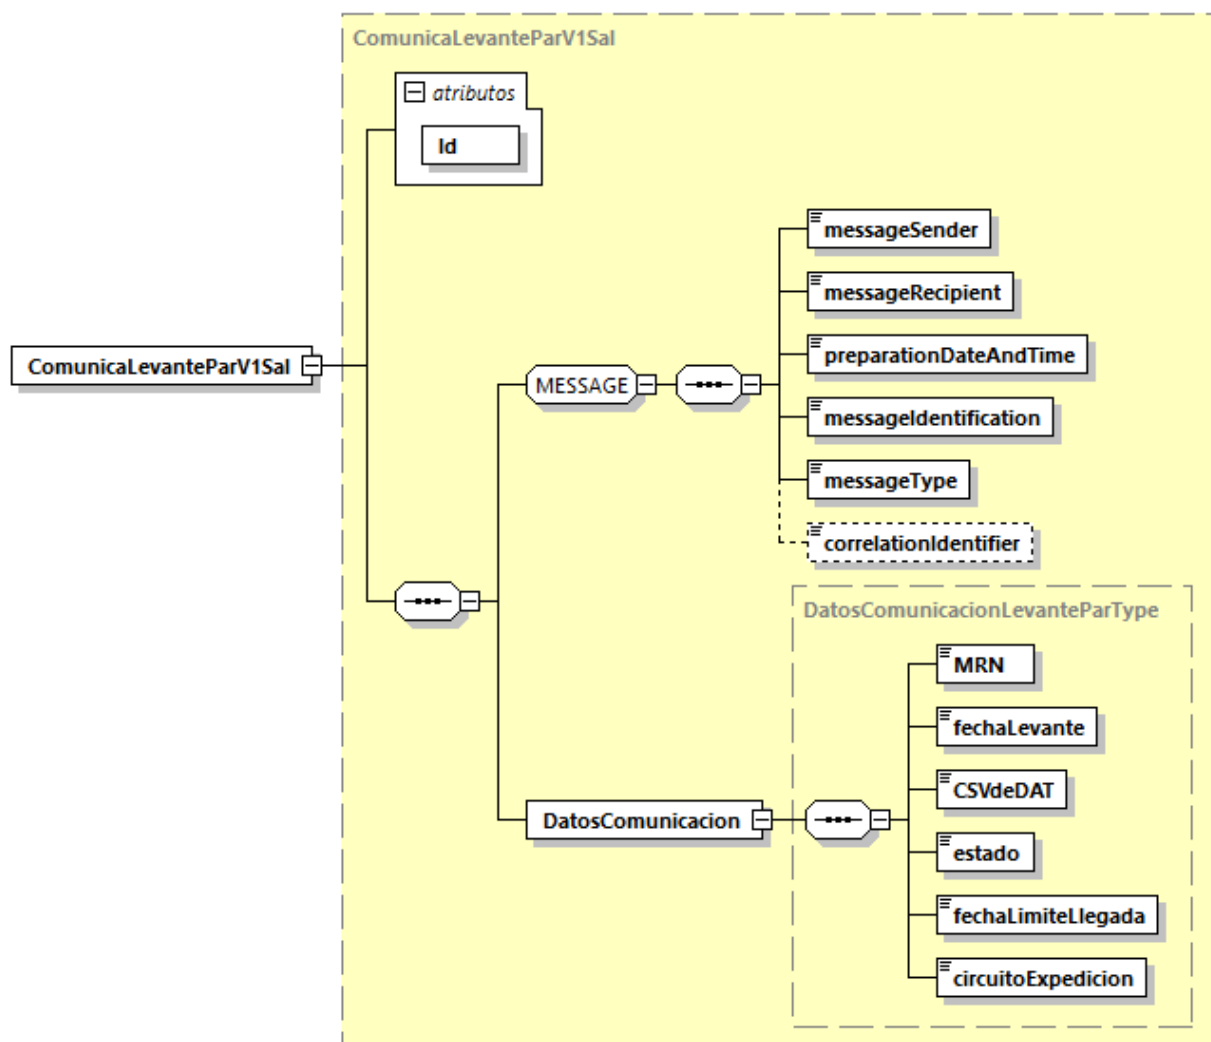 ComunicaLevanteParV1Sal
atributos
Id
messageSender
messageRecipient
preparationDateAndTime
ComunicaLevanteParV1Sal
MESSAGE
messageIdentification
messageType
correlationIdentifier
DatosComunicacionLevanteParType
MRN
fechaLevante
CSVdeDAT
DatosComunicacion
estado
fechaLimiteLlegada
circuitoExpedicion